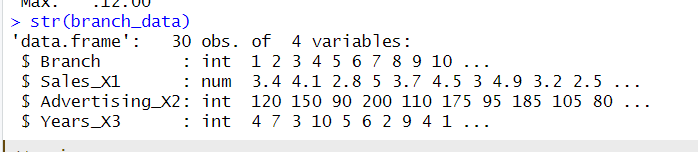 Max.   :12.00
> str(branch_data)
'data.frame':   30 obs. of  4 variables:
 $ Branch        : int  1 2 3 4 5 6 7 8 9 10 ...
 $ Sales_X1      : num  3.4 4.1 2.8 5 3.7 4.5 3 4.9 3.2 2.5 ...
 $ Advertising_X2: int  120 150 90 200 110 175 95 185 105 80 ...
 $ Years_X3      : int  4 7 3 10 5 6 2 9 4 1 ...